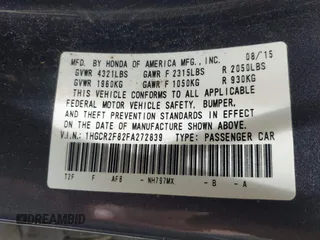 MFD. BY HONDA OF AMERICA MFG., INC. 08/15
GVWR 4321LBS GAWR F 2315LBS R 2050LBS
GVWR 1960KG GAWR F 1050KG R 930KG
THIS VEHICLE CONFORMS TO ALL APPLICABLE
FEDERAL MOTOR VEHICLE SAFETY, BUMPER,
AND THEFT PREVENTION STANDARDS IN EFFECT
ON THE DATE OF MANUFACTURE SHOWN ABOVE.
V.I.N: 1HGCR2F82FA272839 TYPE: PASSENGER CAR
T2F F AF8 - NH797MX - B - A
DREAMBID